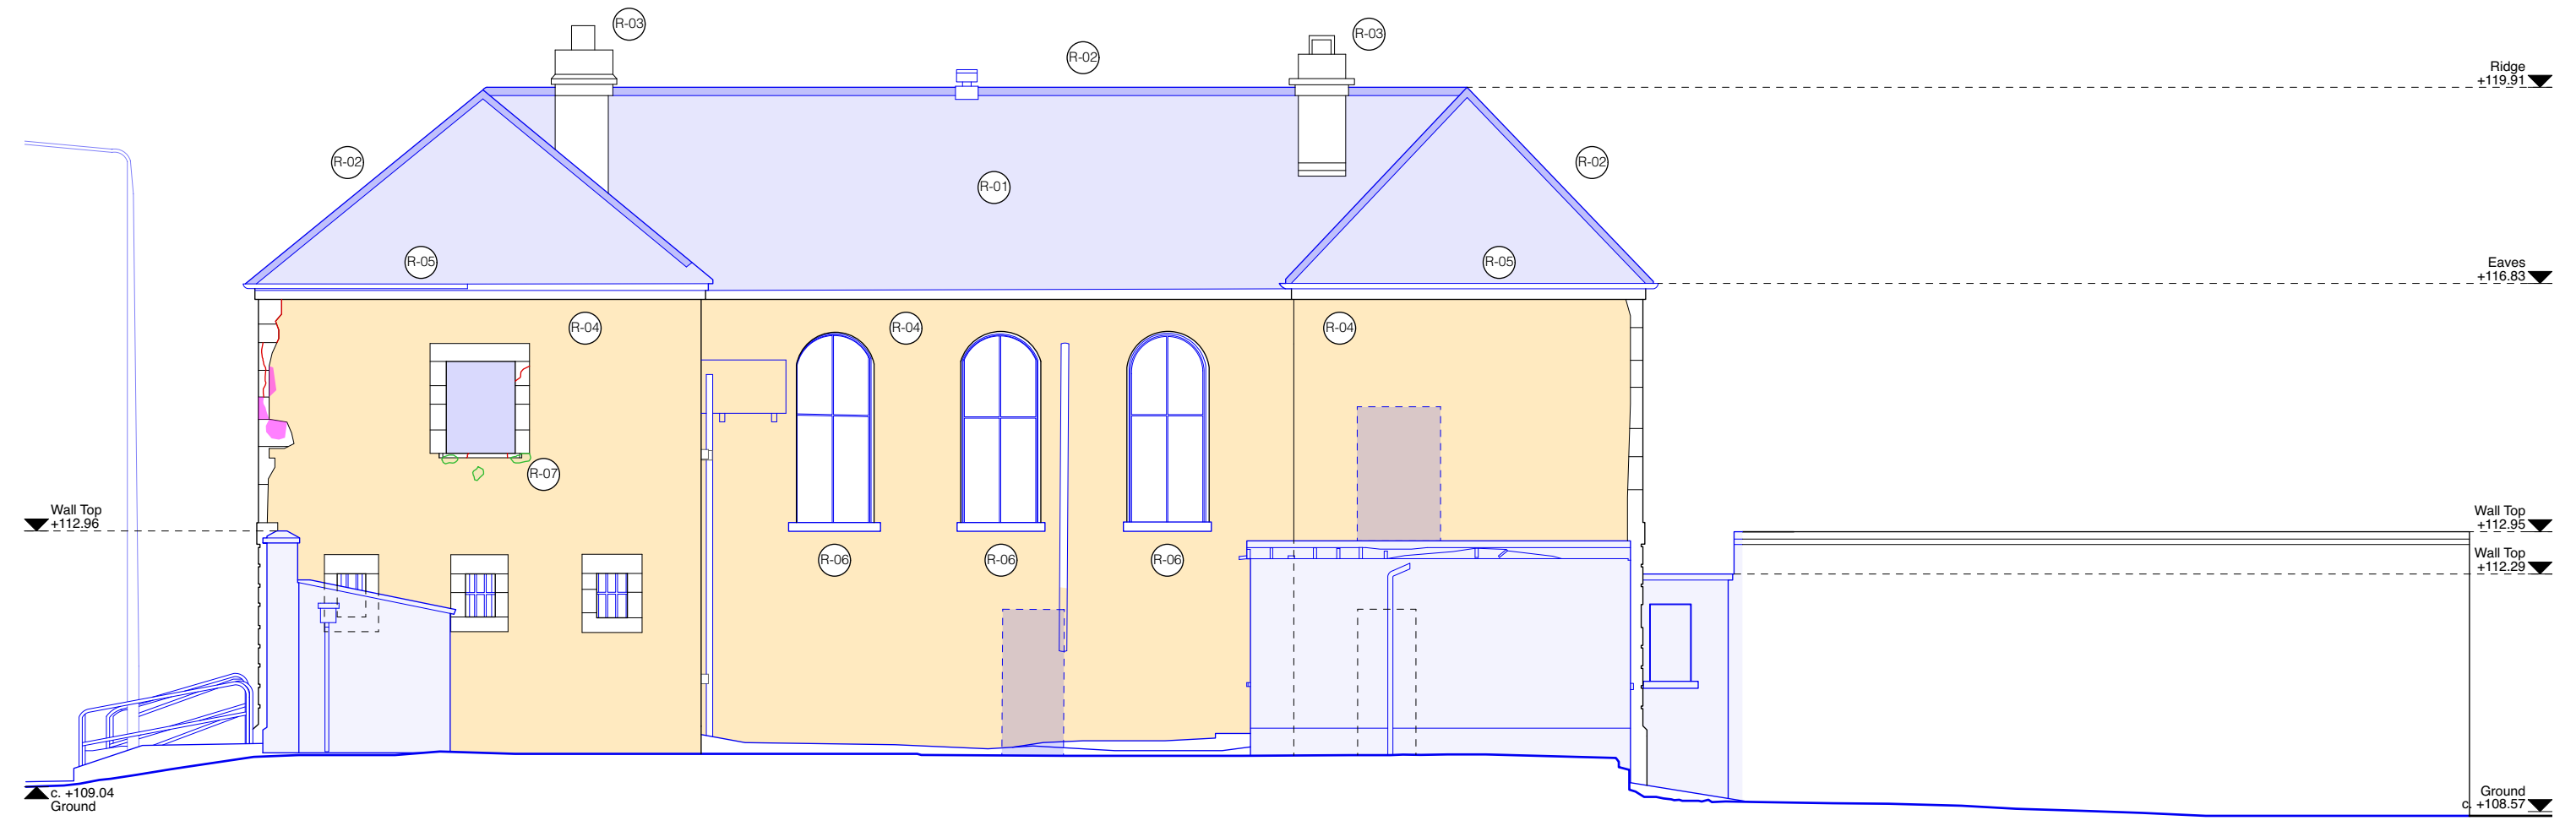 R-03
R-03
R-02
Ridge
+119.91
R-02
R-02
R-01
R-05
R-05
Eaves
+116.83
R-04
R-04
R-04
R-07
Wall Top
+112.96
Wall Top
+112.95
R-06
R-06
R-06
Wall Top
+112.29
c. +109.04
Ground
Ground
c. +108.57